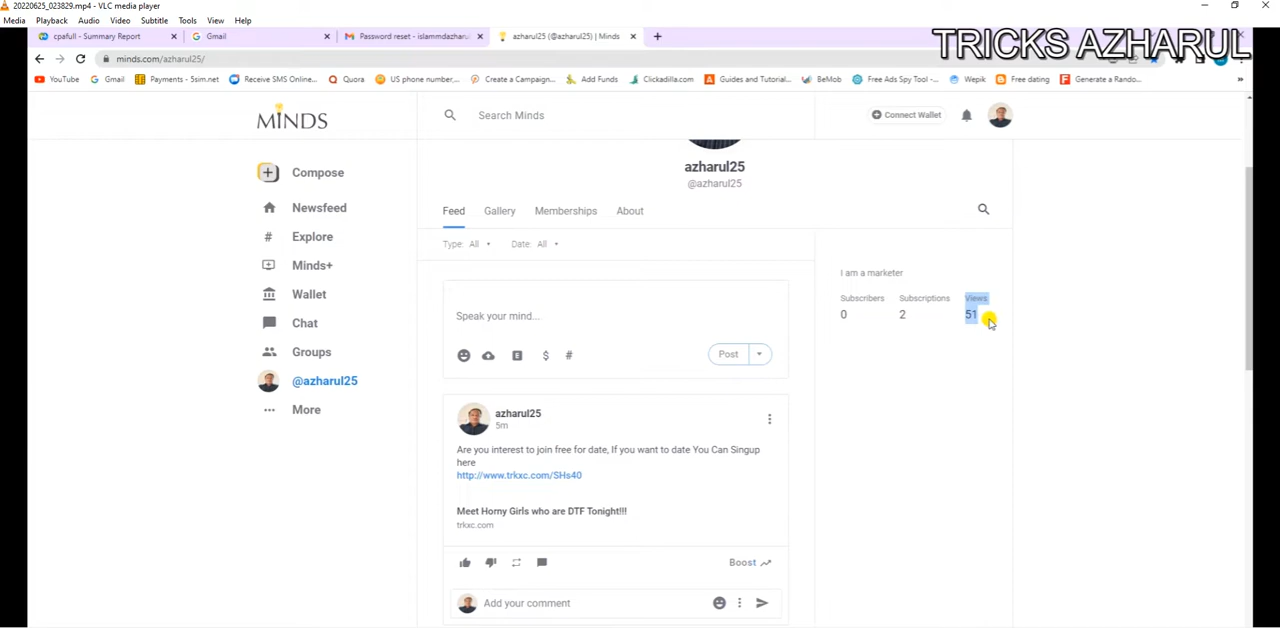 20220625_023829.mp4 - VLC media player
Media Playback Audio Video Subtitle Tools View Help
cpafull - Summary Report
Gmail
Password reset - islammdazharul
azharul25 (@azharul25) | Minds
TRICKS AZHARUL
minds.com/azharul25/
YouTube
Gmail
Payments - 5sim.net
Receive SMS Online...
Quora
US phone number,...
Create a Campaign...
Add Funds
Clickadilla.com
Guides and Tutorial...
BeMob
Free Ads Spy Tool -...
Wepik
Free dating
Generate a Rando...
MINDS
Search Minds
Connect Wallet
azharul25
@azharul25
Feed Gallery Memberships About
Type: All Date: All
Compose
Newsfeed
Explore
Minds+
Wallet
Chat
Groups
@azharul25
More
Speak your mind...
Post
I am a marketer
Subscribers Subscriptions Views
0 2 51
azharul25
5m
Are you interest to join free for date, If you want to date You Can Singup
here
http://www.trkxc.com/SHs40
Meet Horny Girls who are DTF Tonight!!!
trkxc.com
Boost
Add your comment